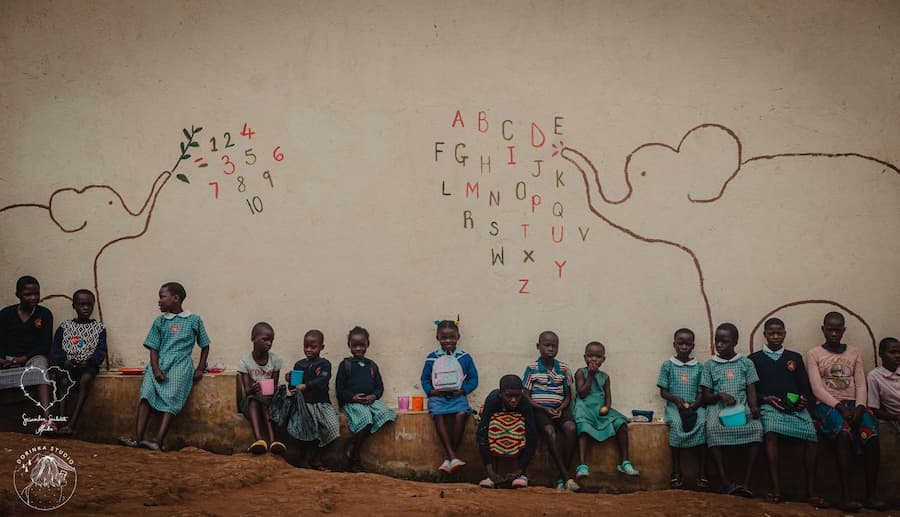 1 2 4
3 5 6
7 8 9
10
A B C D E
F G H I J K
L M N O P Q
R S T U V
W X Y
Z
DORINKA STUDIO